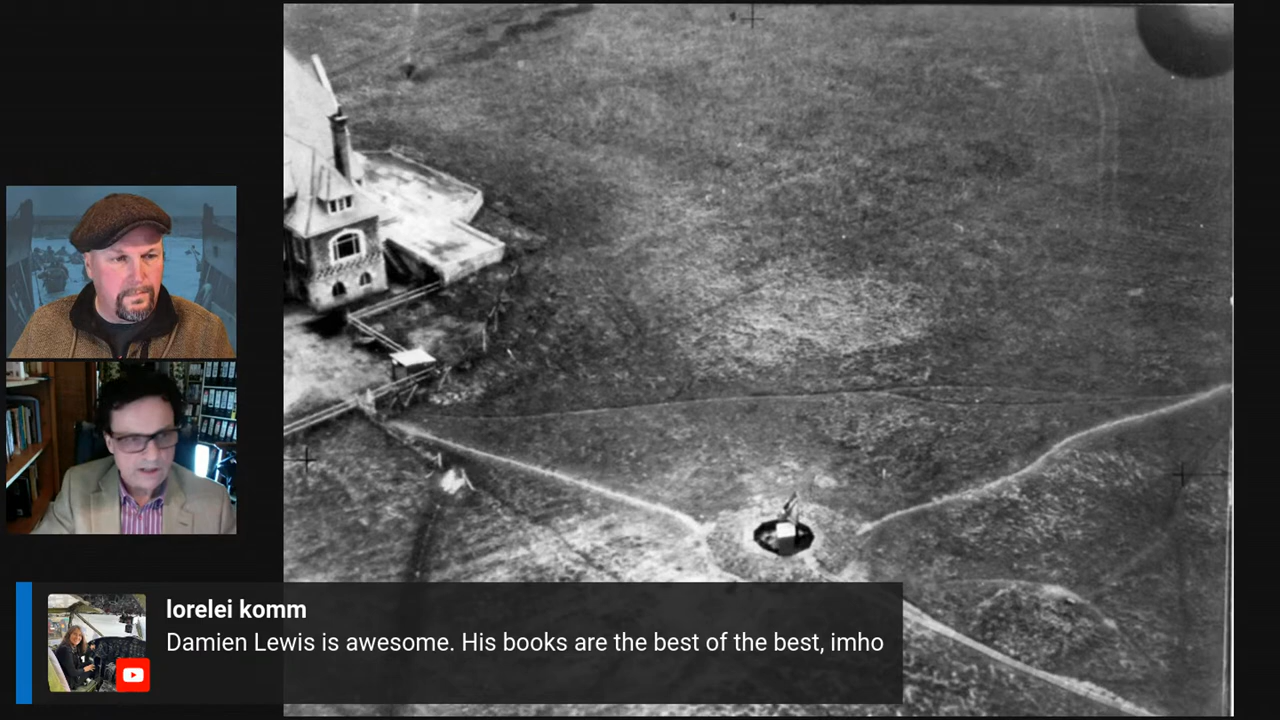 lorelei komm
Damien Lewis is awesome. His books are the best of the best, imho